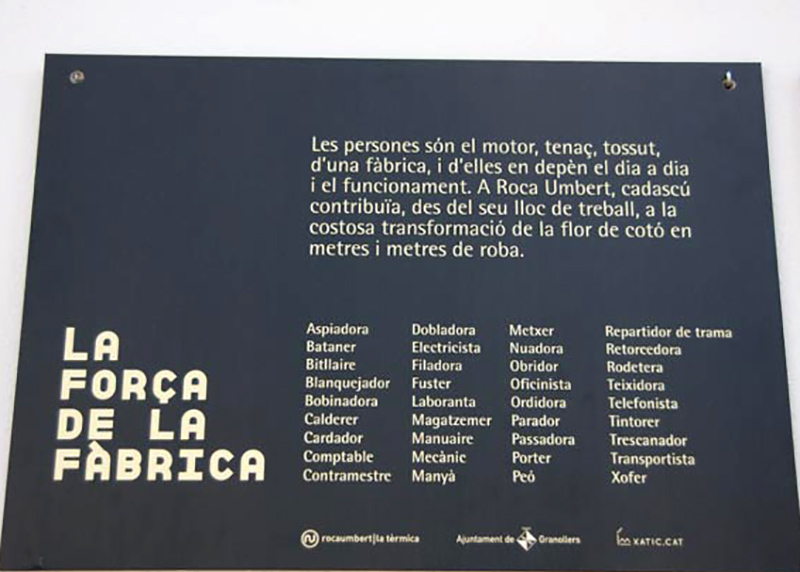 Les persones són el motor, tenaç, tossut,
d'una fàbrica, i d'elles en depèn el dia a dia
i el funcionament. A Roca Umbert, cadascú
contribuïa, des del seu lloc de treball, a la
costosa transformació de la flor de cotó en
metres i metres de roba.
LA
FORÇA
DE LA
FÀBRICA
Aspiadora
Bataner
Bitllaire
Blanquejador
Bobinadora
Calderer
Cardador
Comptable
Contramestre
Dobladora
Electricista
Filadora
Fuster
Laboranta
Magatzemer
Manuaire
Mecànic
Manyà
Metxer
Nuadora
Obridor
Oficinista
Ordidora
Parador
Passadora
Porter
Peó
Repartidor de trama
Retorcedora
Rodetera
Teixidora
Telefonista
Tintorer
Trescanador
Transportista
Xofer
rocaumbert|la tèrmica
Ajuntament de Granollers
XATIC.CAT